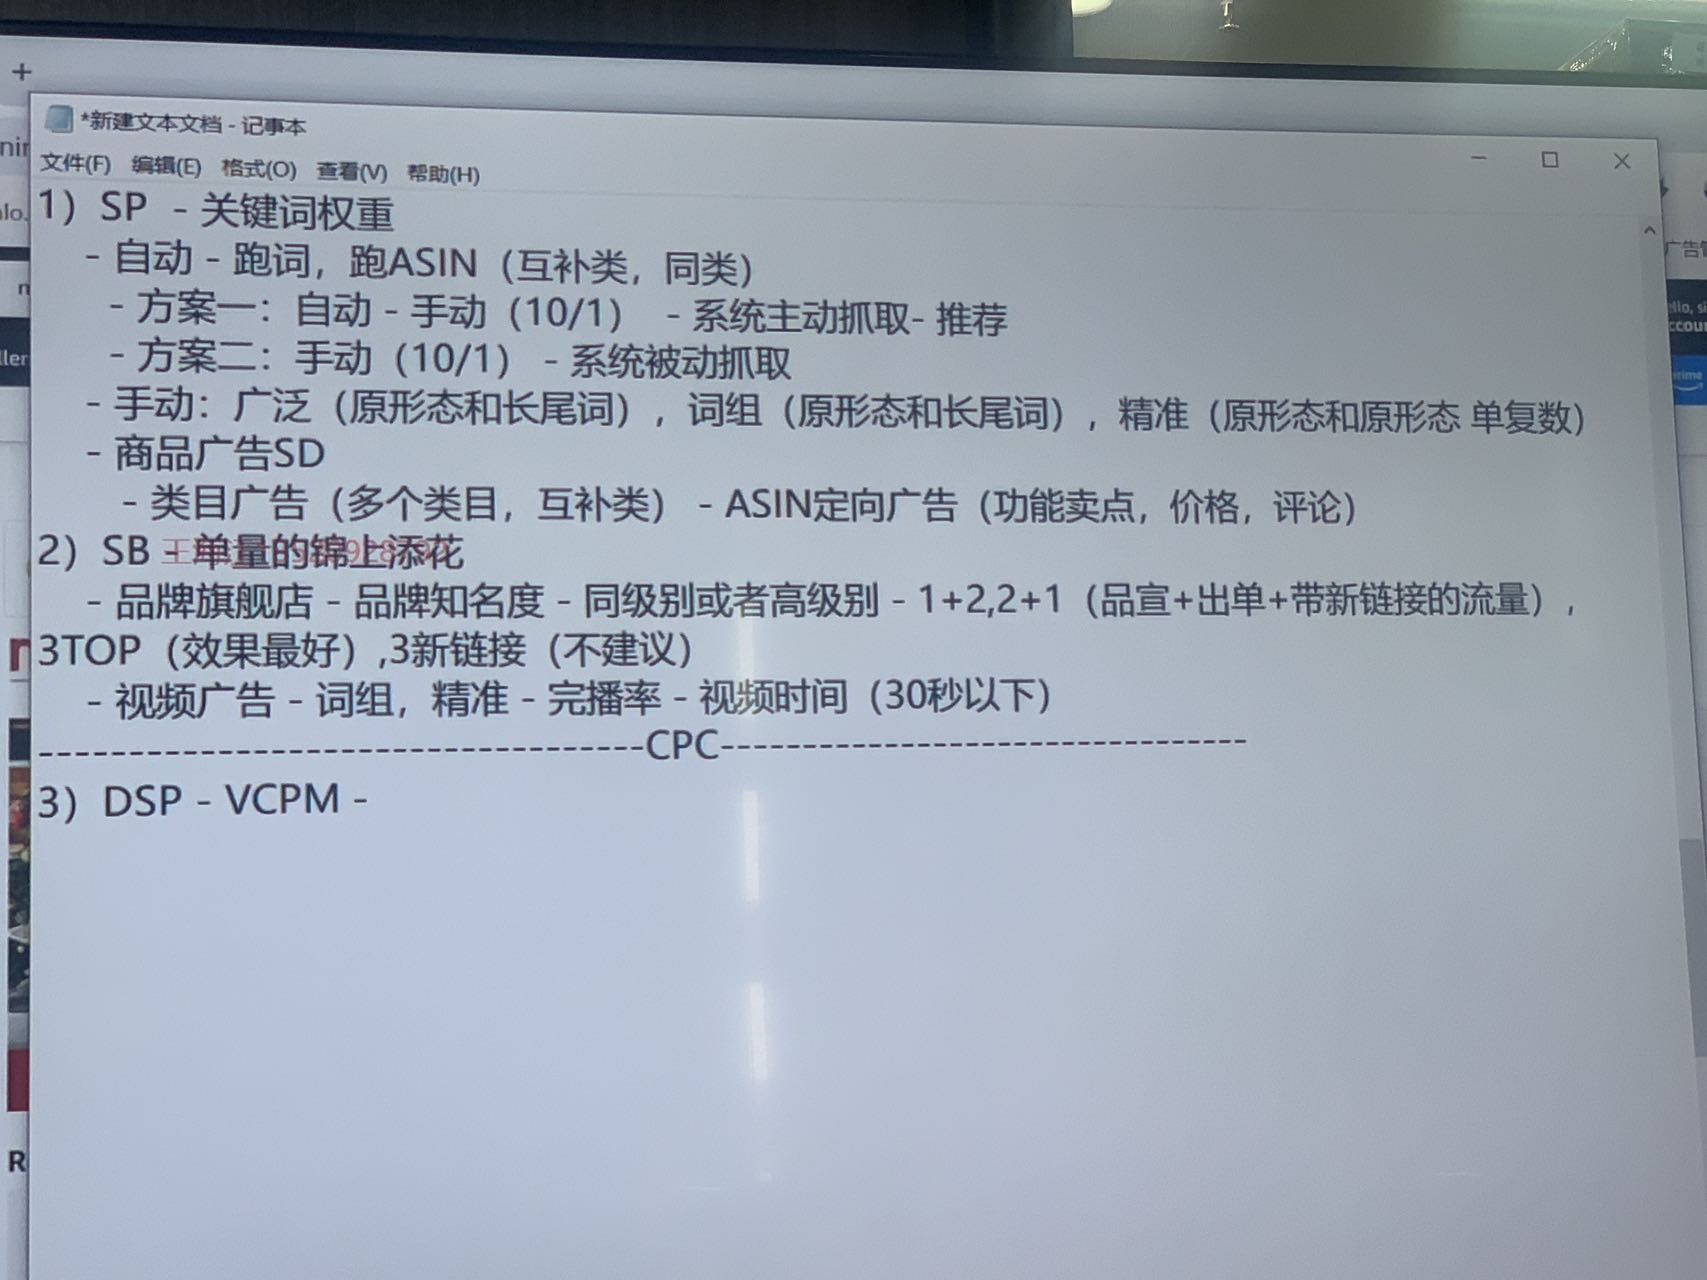 *新建文本文档 - 记事本
文件(F) 编辑(E) 格式(O) 查看(V) 帮助(H)
1）SP - 关键词权重
- 自动 - 跑词，跑ASIN（互补类，同类）
- 方案一：自动 - 手动（10/1） - 系统主动抓取- 推荐
- 方案二：手动（10/1） - 系统被动抓取
- 手动：广泛（原形态和长尾词），词组（原形态和长尾词），精准（原形态和原形态 单复数）
- 商品广告SD
- 类目广告（多个类目，互补类） - ASIN定向广告（功能卖点，价格，评论）
2）SB - 单量的锦上添花
- 品牌旗舰店 - 品牌知名度 - 同级别或者高级别 - 1+2,2+1（品宣+出单+带新链接的流量），
3TOP（效果最好）,3新链接（不建议）
- 视频广告 - 词组，精准 - 完播率 - 视频时间（30秒以下）
-----------------------------------CPC-----------------------------
3）DSP - VCPM -
R